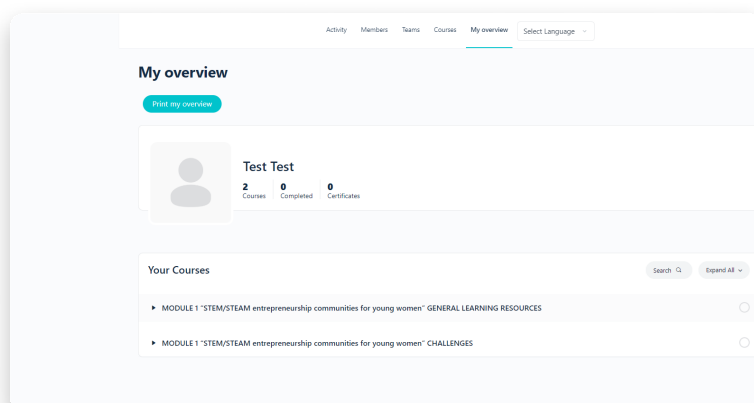 Activity Members Teams Courses My overview Select Language
My overview
Print my overview
Test Test
2 0 0
Courses Completed Certificates
Your Courses Search Expand All
MODULE 1 "STEM/STEAM entrepreneurship communities for young women" GENERAL LEARNING RESOURCES
MODULE 1 "STEM/STEAM entrepreneurship communities for young women" CHALLENGES